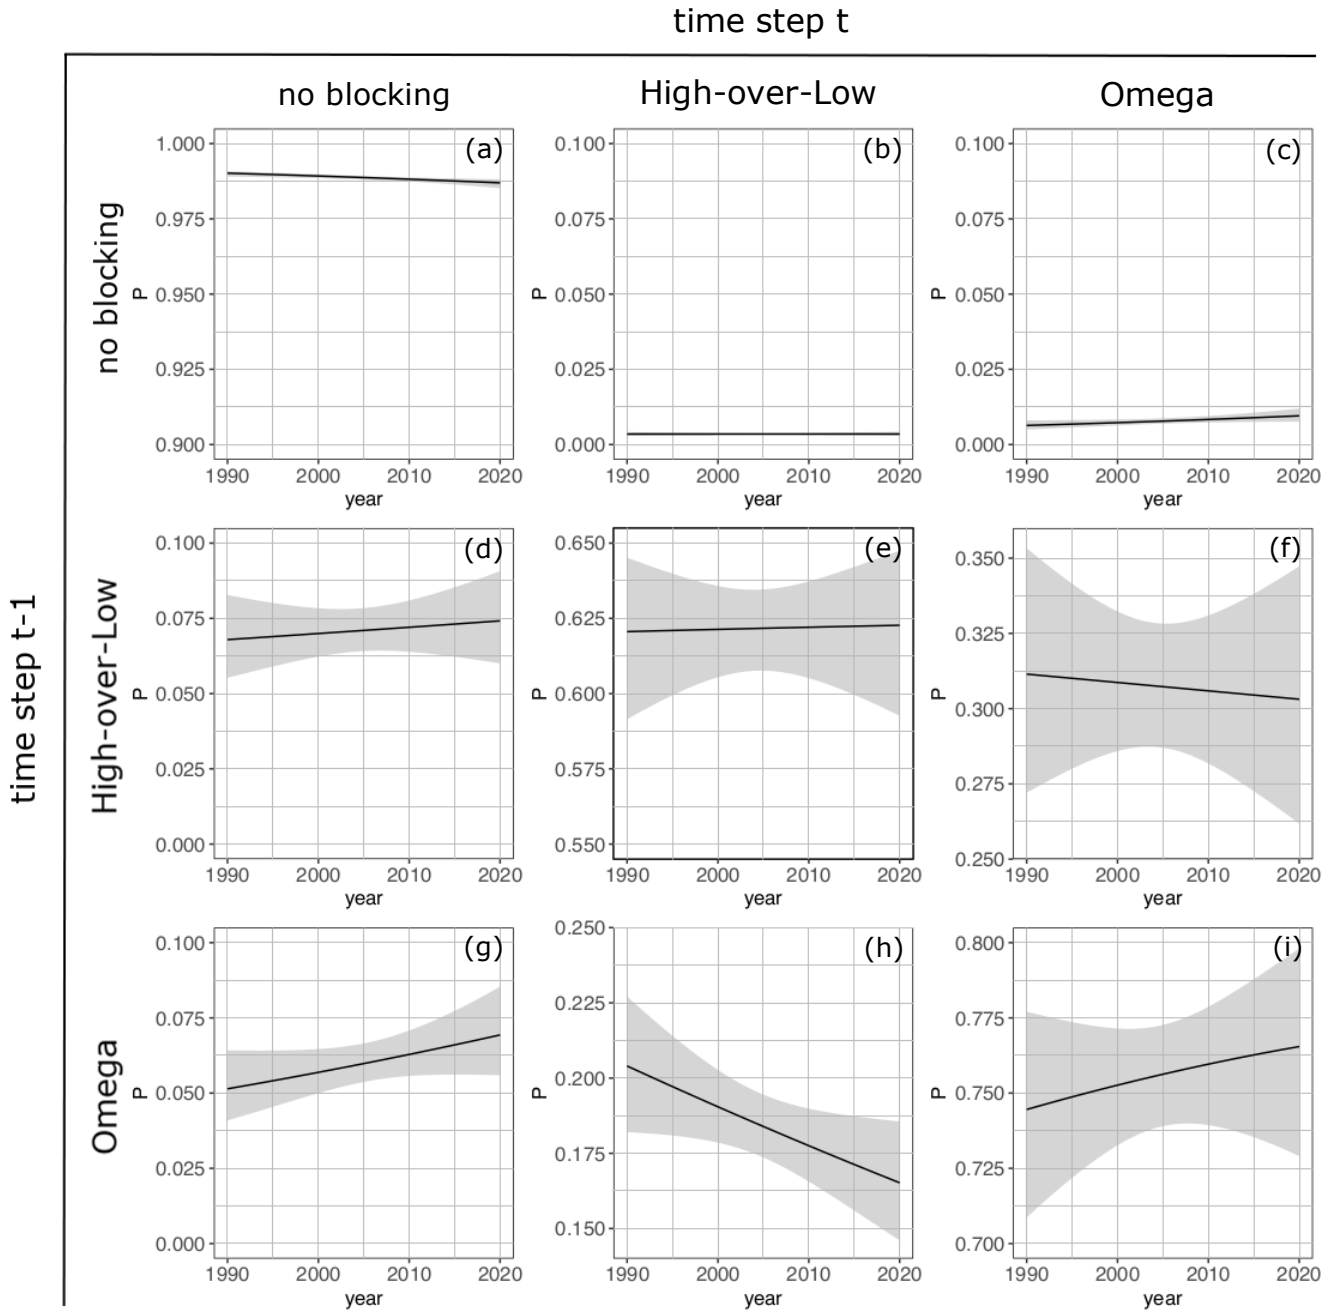 time step t
no blocking High-over-Low Omega
time step t-1
no blocking
(a)
1.000
0.975
0.950
0.925
0.900
P
1990 2000 2010 2020
year
(b)
0.100
0.075
0.050
0.025
0.000
P
1990 2000 2010 2020
year
(c)
0.100
0.075
0.050
0.025
0.000
P
1990 2000 2010 2020
year
High-over-Low
(d)
0.100
0.075
0.050
0.025
0.000
P
1990 2000 2010 2020
year
(e)
0.650
0.625
0.600
0.575
0.550
P
1990 2000 2010 2020
year
(f)
0.350
0.325
0.300
0.275
0.250
P
1990 2000 2010 2020
year
Omega
(g)
0.100
0.075
0.050
0.025
0.000
P
1990 2000 2010 2020
year
(h)
0.250
0.225
0.200
0.175
0.150
P
1990 2000 2010 2020
year
(i)
0.800
0.775
0.750
0.725
0.700
P
1990 2000 2010 2020
year